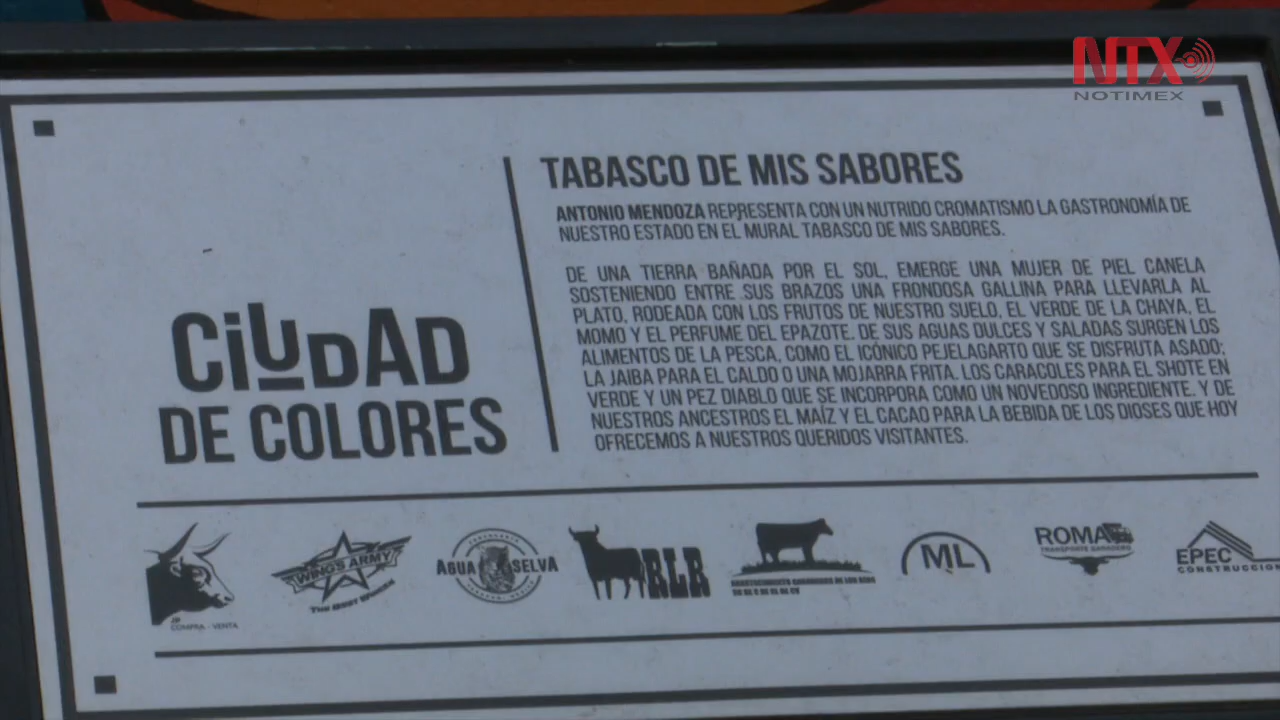 NTX
NOTIMEX
TABASCO DE MIS SABORES
ANTONIO MENDOZA REPRESENTA CON UN NUTRIDO CROMATISMO LA GASTRONOMÍA DE
NUESTRO ESTADO EN EL MURAL TABASCO DE MIS SABORES.
DE UNA TIERRA BAÑADA POR EL SOL, EMERGE UNA MUJER DE PIEL CANELA
SOSTENIENDO ENTRE SUS BRAZOS UNA FRONDOSA GALLINA PARA LLEVARLA AL
PLATO, RODEADA CON LOS FRUTOS DE NUESTRO SUELO, EL VERDE DE LA CHAYA, EL
MOMO Y EL PERFUME DEL EPAZOTE. DE SUS AGUAS DULCES Y SALADAS SURGEN LOS
ALIMENTOS DE LA PESCA, COMO EL ICÓNICO PEJELAGARTO QUE SE DISFRUTA ASADO;
LA JAIBA PARA EL CALDO O UNA MOJARRA FRITA. LOS CARACOLES PARA EL SHOTE EN
VERDE Y UN PEZ DIABLO QUE SE INCORPORA COMO UN NOVEDOSO INGREDIENTE. Y DE
NUESTROS ANCESTROS EL MAÍZ Y EL CACAO PARA LA BEBIDA DE LOS DIOSES QUE HOY
OFRECEMOS A NUESTROS QUERIDOS VISITANTES.
CiUDAD
DE COLORES
JP
COMPRA - VENTA
WING'S ARMY
THE BEST WINGS
AGUA SELVA
RLR
ML
ROMA
TRANSPORTE GANADERO
EPEC
CONSTRUCCION